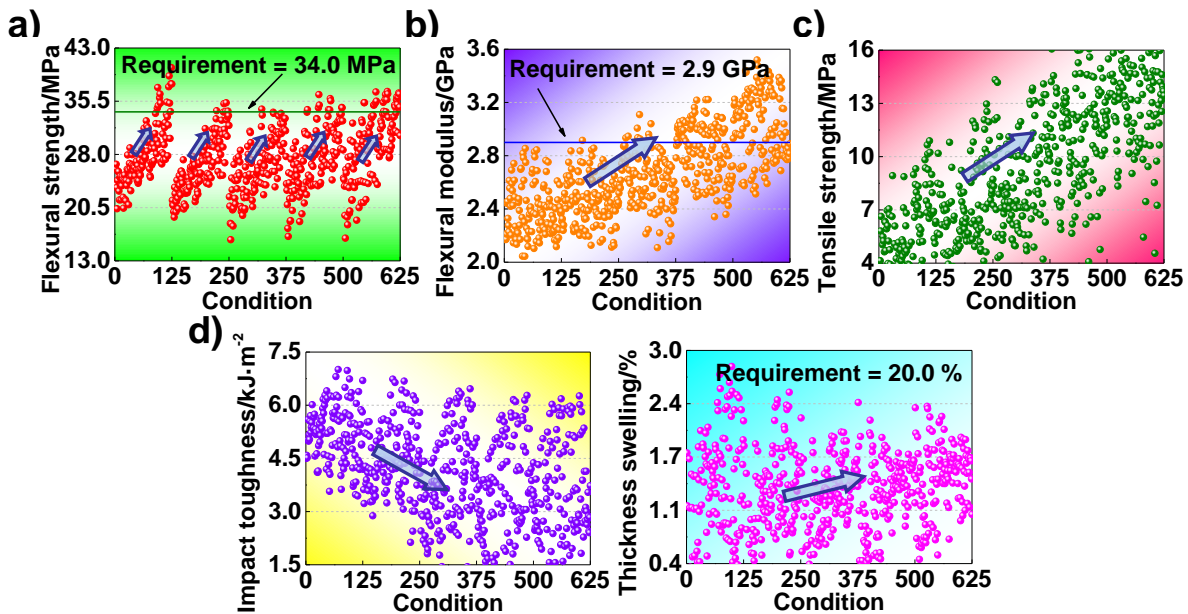 a)
Flexural strength/MPa
43.0
35.5
28.0
20.5
13.0
Requirement = 34.0 MPa
0 125 250 375 500 625
Condition
b)
Flexural modulus/GPa
3.6
3.2
2.8
2.4
2.0
Requirement = 2.9 GPa
0 125 250 375 500 625
Condition
c)
Tensile strength/MPa
16
13
10
7
4
0 125 250 375 500 625
Condition
d)
Impact toughness/kJ·m⁻²
7.5
6.0
4.5
3.0
1.5
0 125 250 375 500 625
Condition
Thickness swelling/%
3.0
2.4
1.7
1.1
0.4
Requirement = 20.0 %
0 125 250 375 500 625
Condition